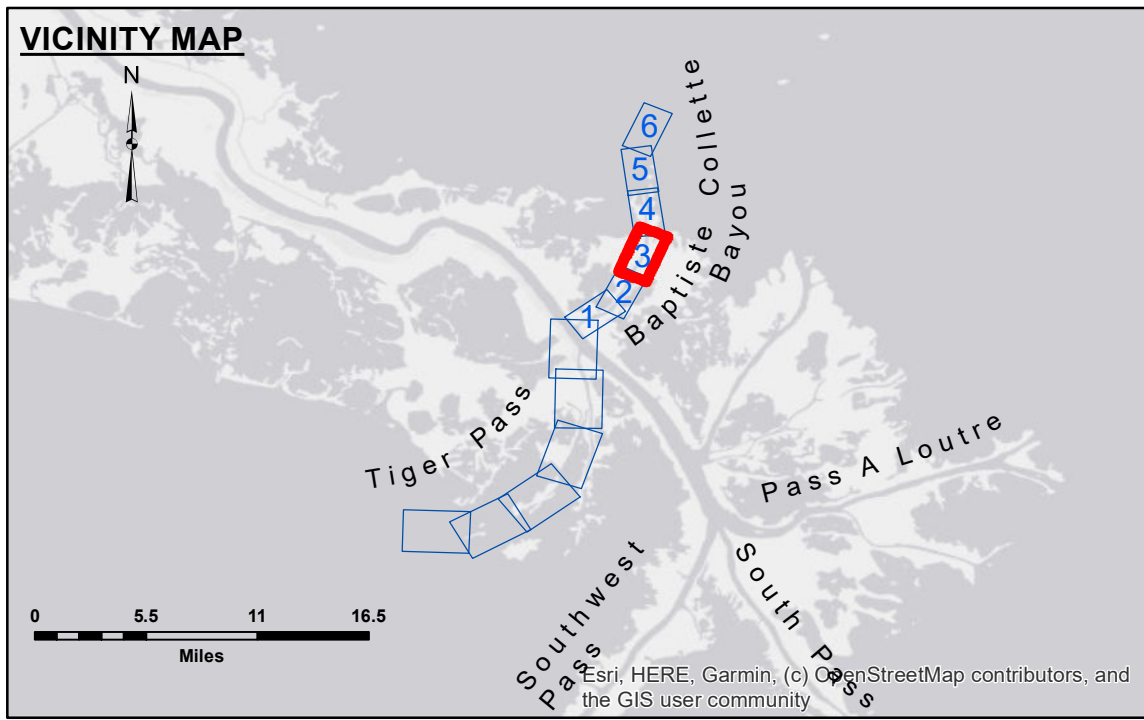 VICINITY MAP
N
6
5
4
3
2
1
Baptiste Collette
Bayou
Tiger Pass
Pass A Loutre
South Pass
Southwest
Pass
0 5.5 11 16.5
Miles
Esri, HERE, Garmin, (c) OpenStreetMap contributors, and
the GIS user community